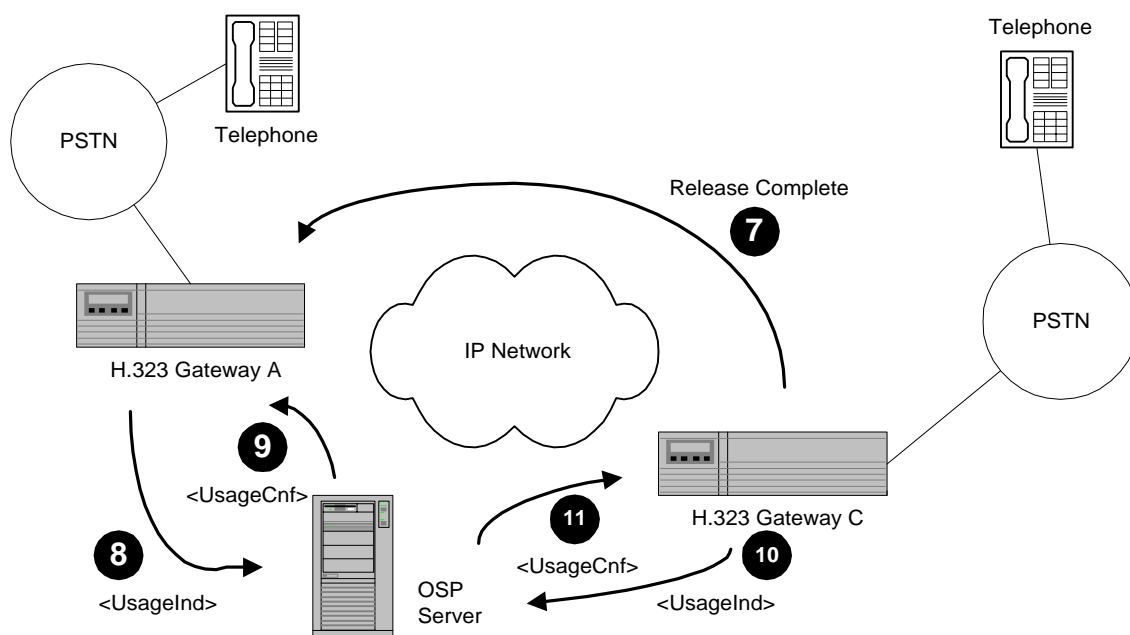 Telephone
Telephone
PSTN
Release Complete
7
PSTN
IP Network
H.323 Gateway A
9
<UsageCnf>
11
H.323 Gateway C
8
10
<UsageCnf>
<UsageInd>
OSP
Server
<UsageInd>